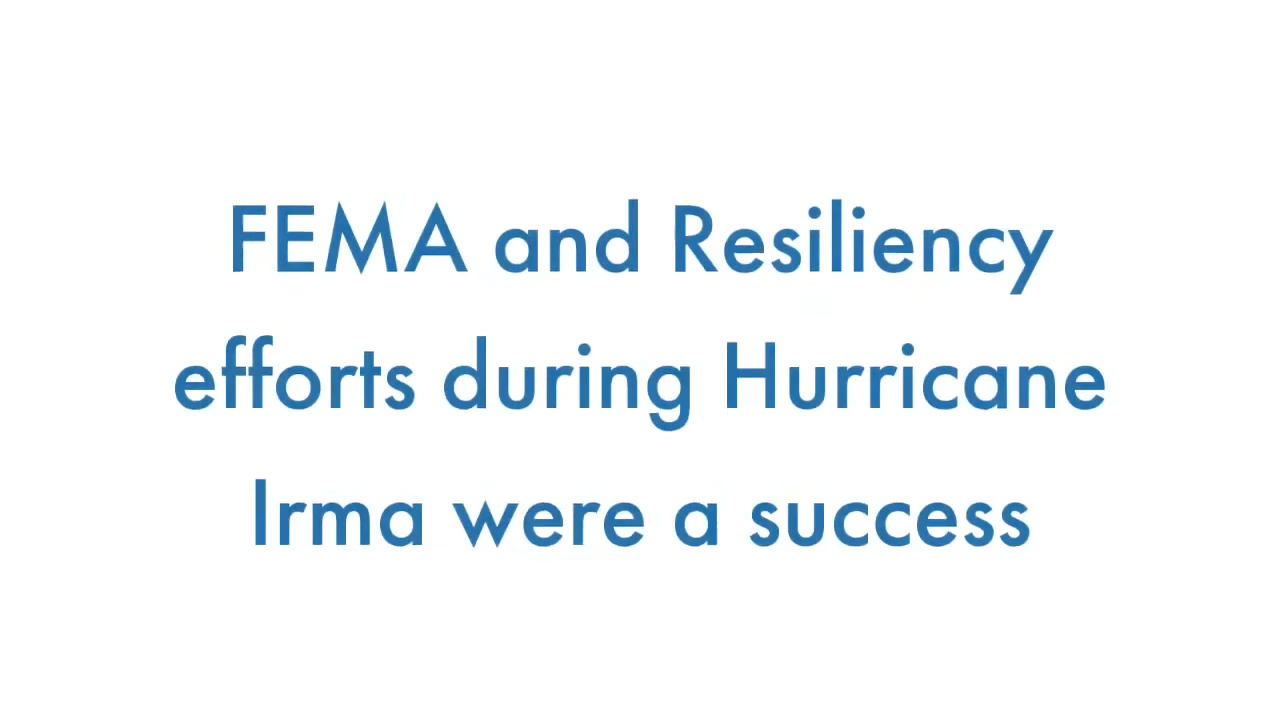 FEMA and Resiliency
efforts during Hurricane
Irma were a success